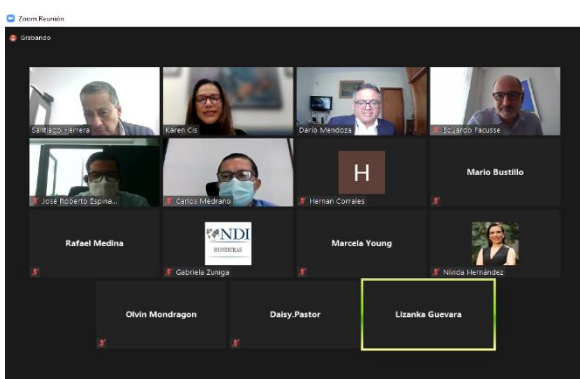 Zoom Reunión
Grabando
Santiago Herrera
Karen Cis
Dario Mendoza
Eduardo Facusse
José Roberto Espina...
Carlos Medrano
H
Hernan Corrales
Mario Bustillo
Rafael Medina
NDI
HONDURAS
Gabriela Zuniga
Marcela Young
Nivida Hernández
Olvin Mondragon
Daisy.Pastor
Lizanka Guevara